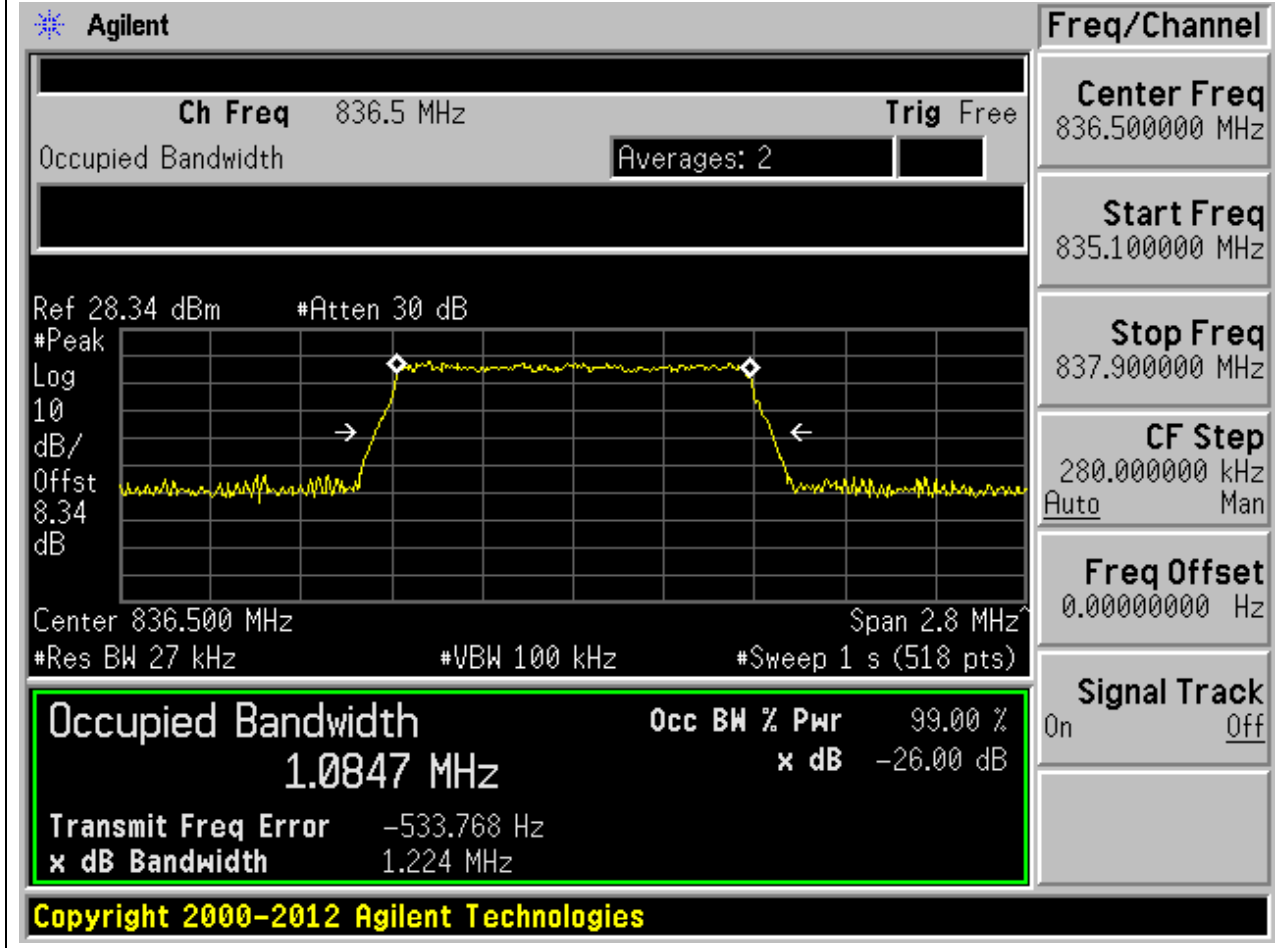 Agilent
Freq/Channel
Ch Freq 836.5 MHz Trig Free
Occupied Bandwidth Averages: 2
Center Freq
836.500000 MHz
Start Freq
835.100000 MHz
Stop Freq
837.900000 MHz
CF Step
280.000000 kHz
Auto Man
Freq Offset
0.00000000 Hz
Signal Track
On Off
Ref 28.34 dBm #Atten 30 dB
#Peak
Log
10
dB/
Offst
8.34
dB
Center 836.500 MHz Span 2.8 MHz^
#Res BW 27 kHz #VBW 100 kHz #Sweep 1 s (518 pts)
Occupied Bandwidth
1.0847 MHz
Occ BW % Pwr 99.00 %
x dB -26.00 dB
Transmit Freq Error -533.768 Hz
x dB Bandwidth 1.224 MHz
Copyright 2000-2012 Agilent Technologies